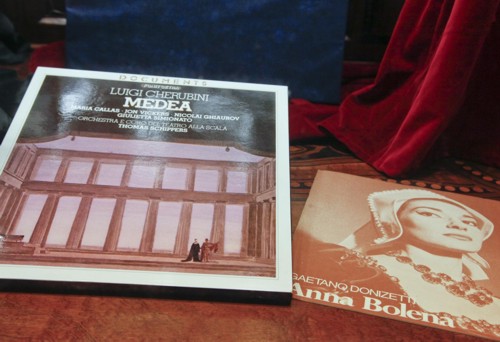 DOCUMENTS
LUIGI CHERUBINI
MEDEA
MARIA CALLAS · JON VICKERS · NICOLAI GHIAUROV
GIULIETTA SIMIONATO
ORCHESTRA E CORO DEL TEATRO ALLA SCALA
THOMAS SCHIPPERS
GAETANO DONIZETTI
Anna Bolena